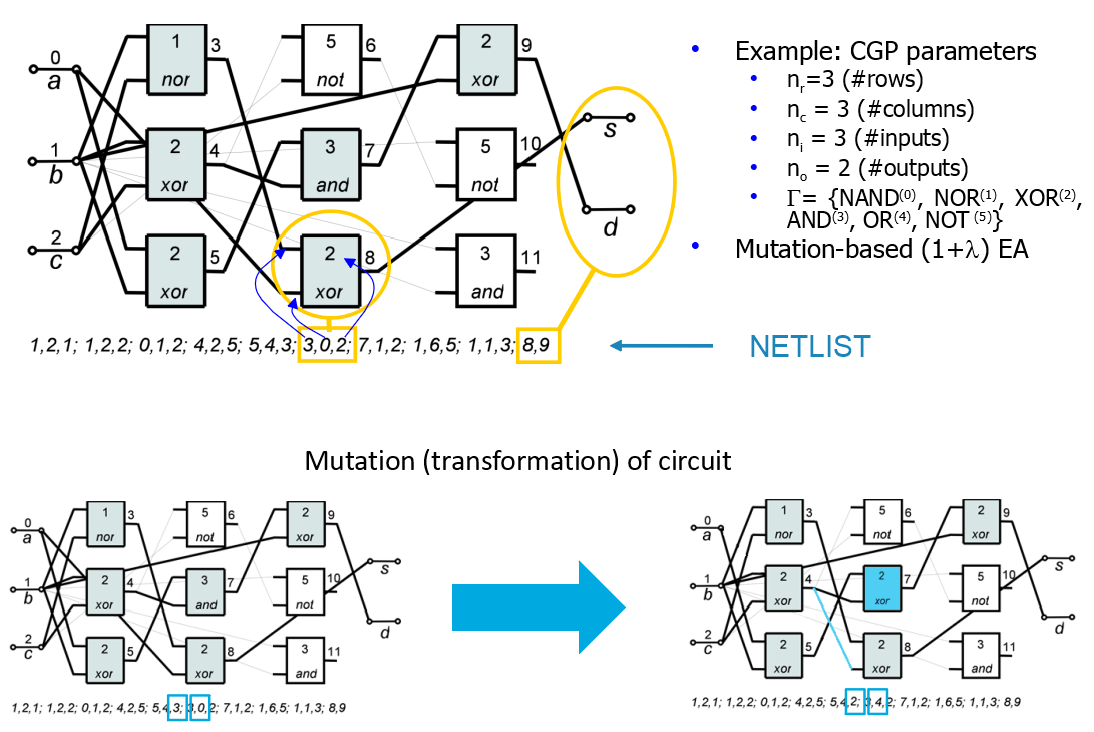 0
a
1
b
2
c
1
nor
3
2
xor
4
2
xor
5
5
not
6
3
and
7
2
xor
8
2
xor
9
5
not
10
3
and
11
s
d
1,2,1; 1,2,2; 0,1,2; 4,2,5; 5,4,3; 3,0,2; 7,1,2; 1,6,5; 1,1,3; 8,9
• Example: CGP parameters
• nr=3 (#rows)
• nc = 3 (#columns)
• ni = 3 (#inputs)
• no = 2 (#outputs)
• Γ= {NAND(0), NOR(1), XOR(2),
AND(3), OR(4), NOT (5)}
• Mutation-based (1+λ) EA
NETLIST
Mutation (transformation) of circuit
0
a
1
b
2
c
1
nor
3
2
xor
4
2
xor
5
5
not
6
3
and
7
2
xor
8
2
xor
9
5
not
10
3
and
11
s
d
1,2,1; 1,2,2; 0,1,2; 4,2,5; 5,4,3; 3,0,2; 7,1,2; 1,6,5; 1,1,3; 8,9
0
a
1
b
2
c
1
nor
3
2
xor
4
2
xor
5
5
not
6
2
xor
7
2
xor
8
2
xor
9
5
not
10
3
and
11
s
d
1,2,1; 1,2,2; 0,1,2; 4,2,5; 5,4,2; 3,4,2; 7,1,2; 1,6,5; 1,1,3; 8,9